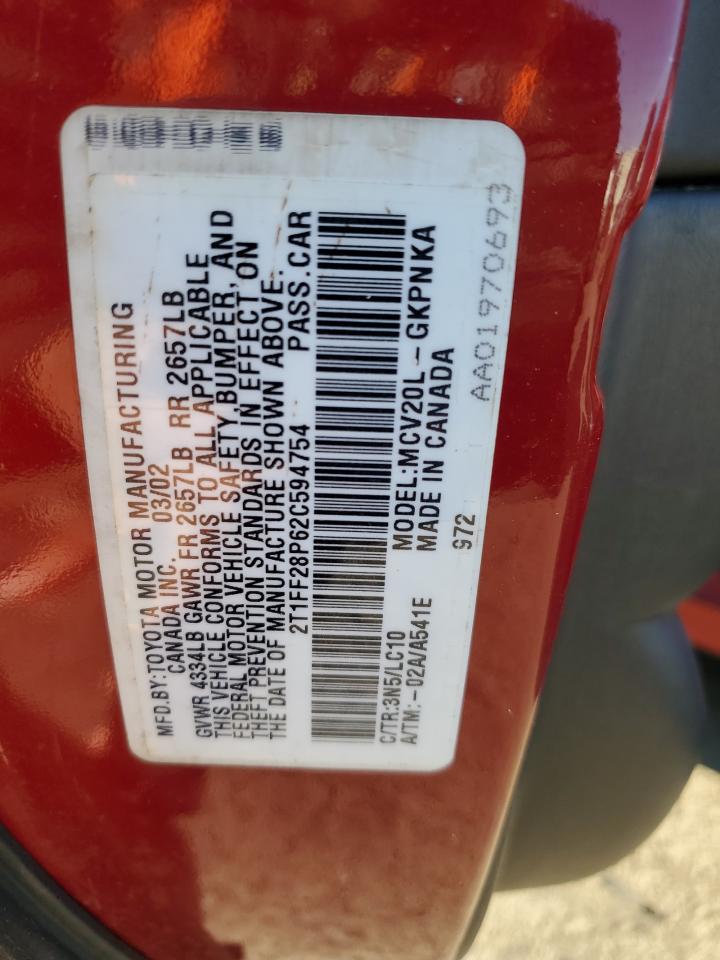 MFD.BY:TOYOTA MOTOR MANUFACTURING
CANADA INC. 03/02
GVWR 4334LB GAWR FR 2657LB RR 2657LB
THIS VEHICLE CONFORMS TO ALL APPLICABLE
FEDERAL MOTOR VEHICLE SAFETY, BUMPER, AND
THEFT PREVENTION STANDARDS IN EFFECT ON
THE DATE OF MANUFACTURE SHOWN ABOVE.
2T1FF28P62C594754 PASS.CAR
C/TR:3N5/LC10 MODEL:MCV20L-GKPNKA
A/TM:-02A/A541E MADE IN CANADA
972
AA01970693